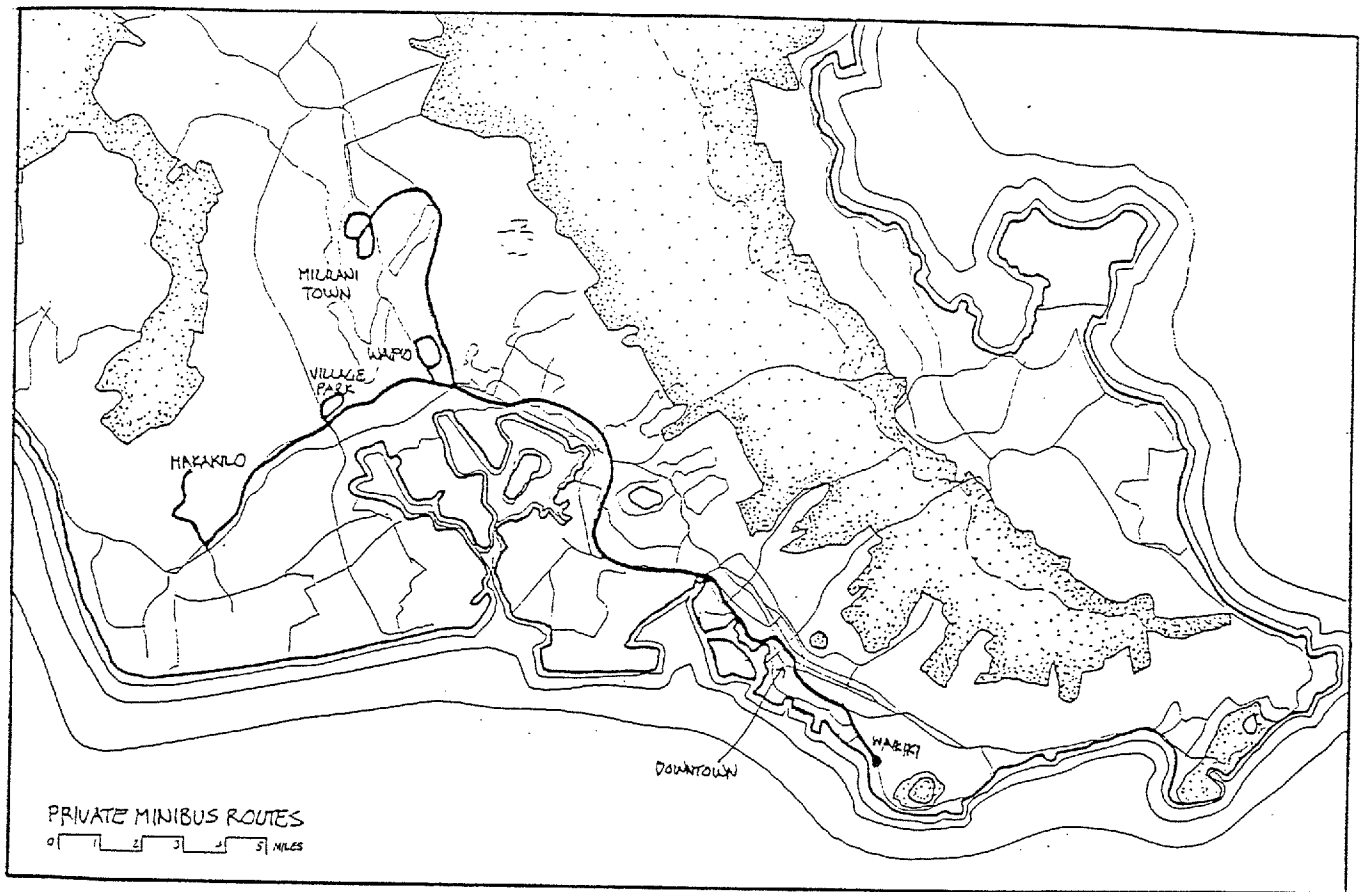 MILILANI
TOWN
WAIPIO
VILLAGE
PARK
MAKAKILO
WAIKIKI
DOWNTOWN
PRIVATE MINIBUS ROUTES
0 1 2 3 4 5 MILES